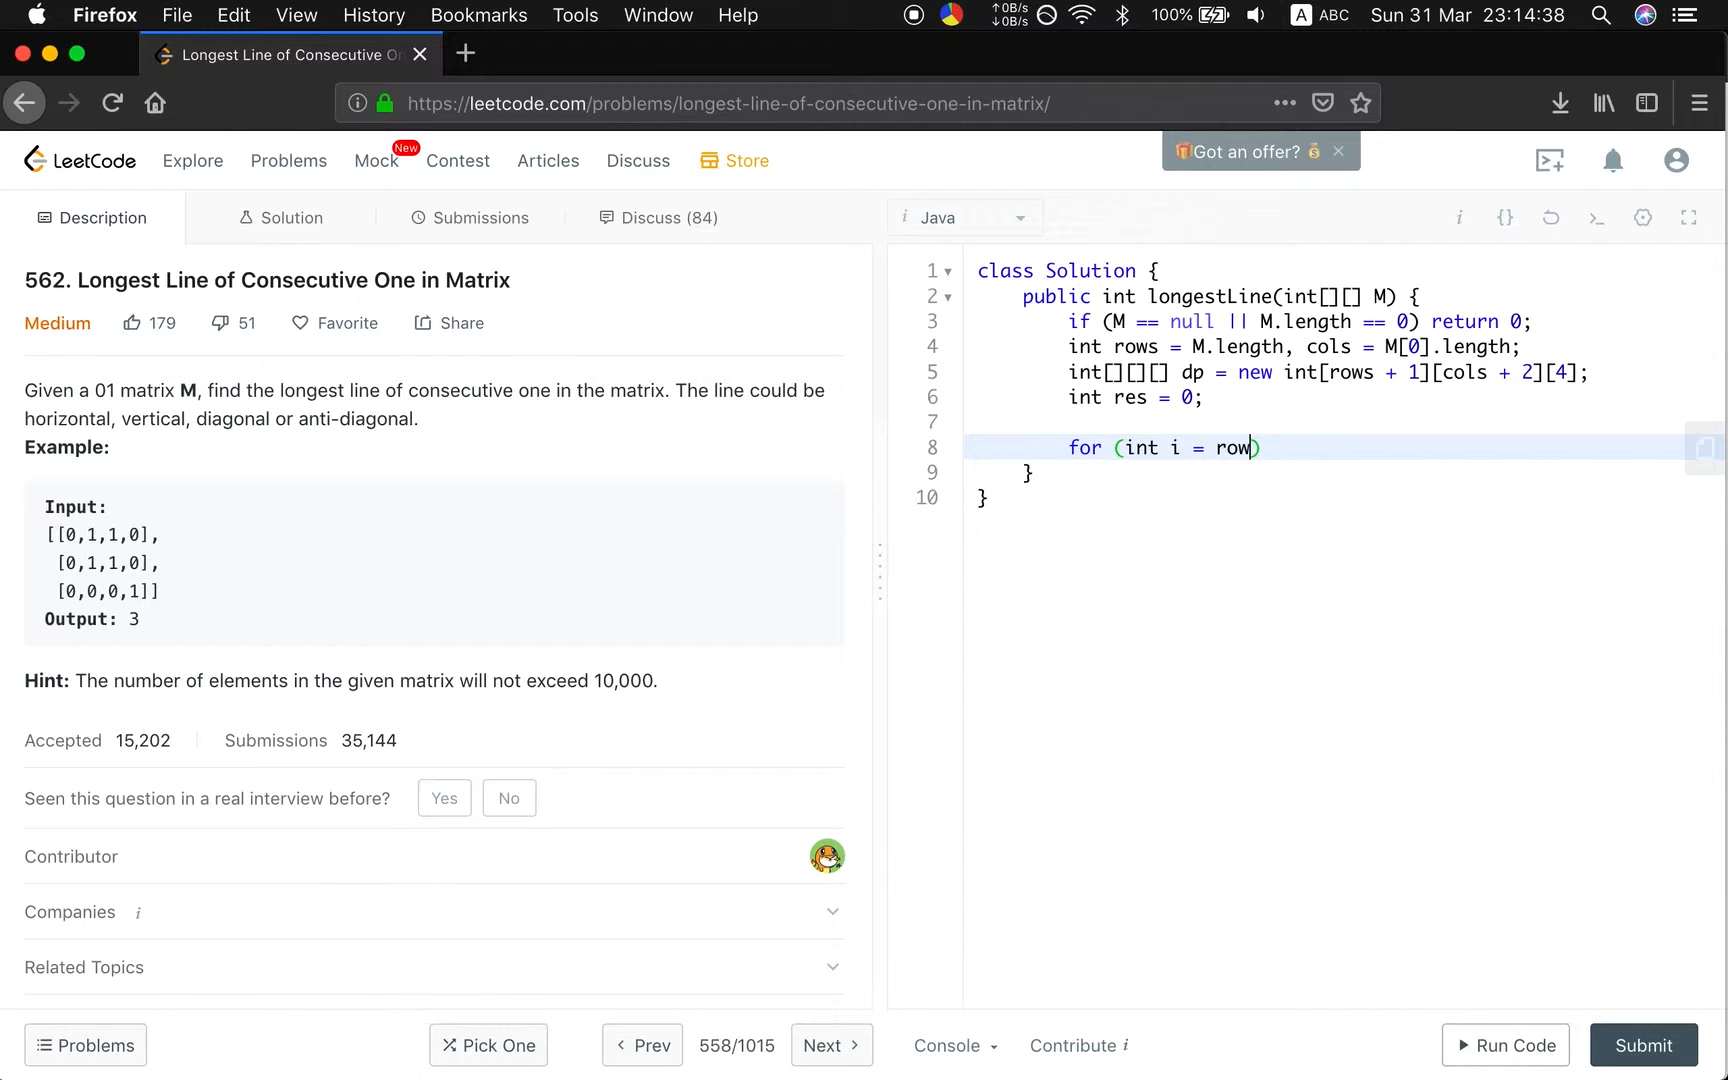 Firefox File Edit View History Bookmarks Tools Window Help ↑0B/s ↓0B/s 100% A ABC Sun 31 Mar 23:14:38
Longest Line of Consecutive On
https://leetcode.com/problems/longest-line-of-consecutive-one-in-matrix/
LeetCode Explore Problems Mock New Contest Articles Discuss Store Got an offer?
Description Solution Submissions Discuss (84) i Java
562. Longest Line of Consecutive One in Matrix
Medium 179 51 Favorite Share
Given a 01 matrix M, find the longest line of consecutive one in the matrix. The line could be
horizontal, vertical, diagonal or anti-diagonal.
Example:
Input:
[[0,1,1,0],
[0,1,1,0],
[0,0,0,1]]
Output: 3
Hint: The number of elements in the given matrix will not exceed 10,000.
Accepted 15,202 Submissions 35,144
Seen this question in a real interview before? Yes No
Contributor
Companies i
Related Topics
Problems Pick One Prev 558/1015 Next
1 class Solution {
2 public int longestLine(int[][] M) {
3 if (M == null || M.length == 0) return 0;
4 int rows = M.length, cols = M[0].length;
5 int[][][] dp = new int[rows + 1][cols + 2][4];
6 int res = 0;
7
8 for (int i = row)
9 }
10 }
Console Contribute i Run Code Submit